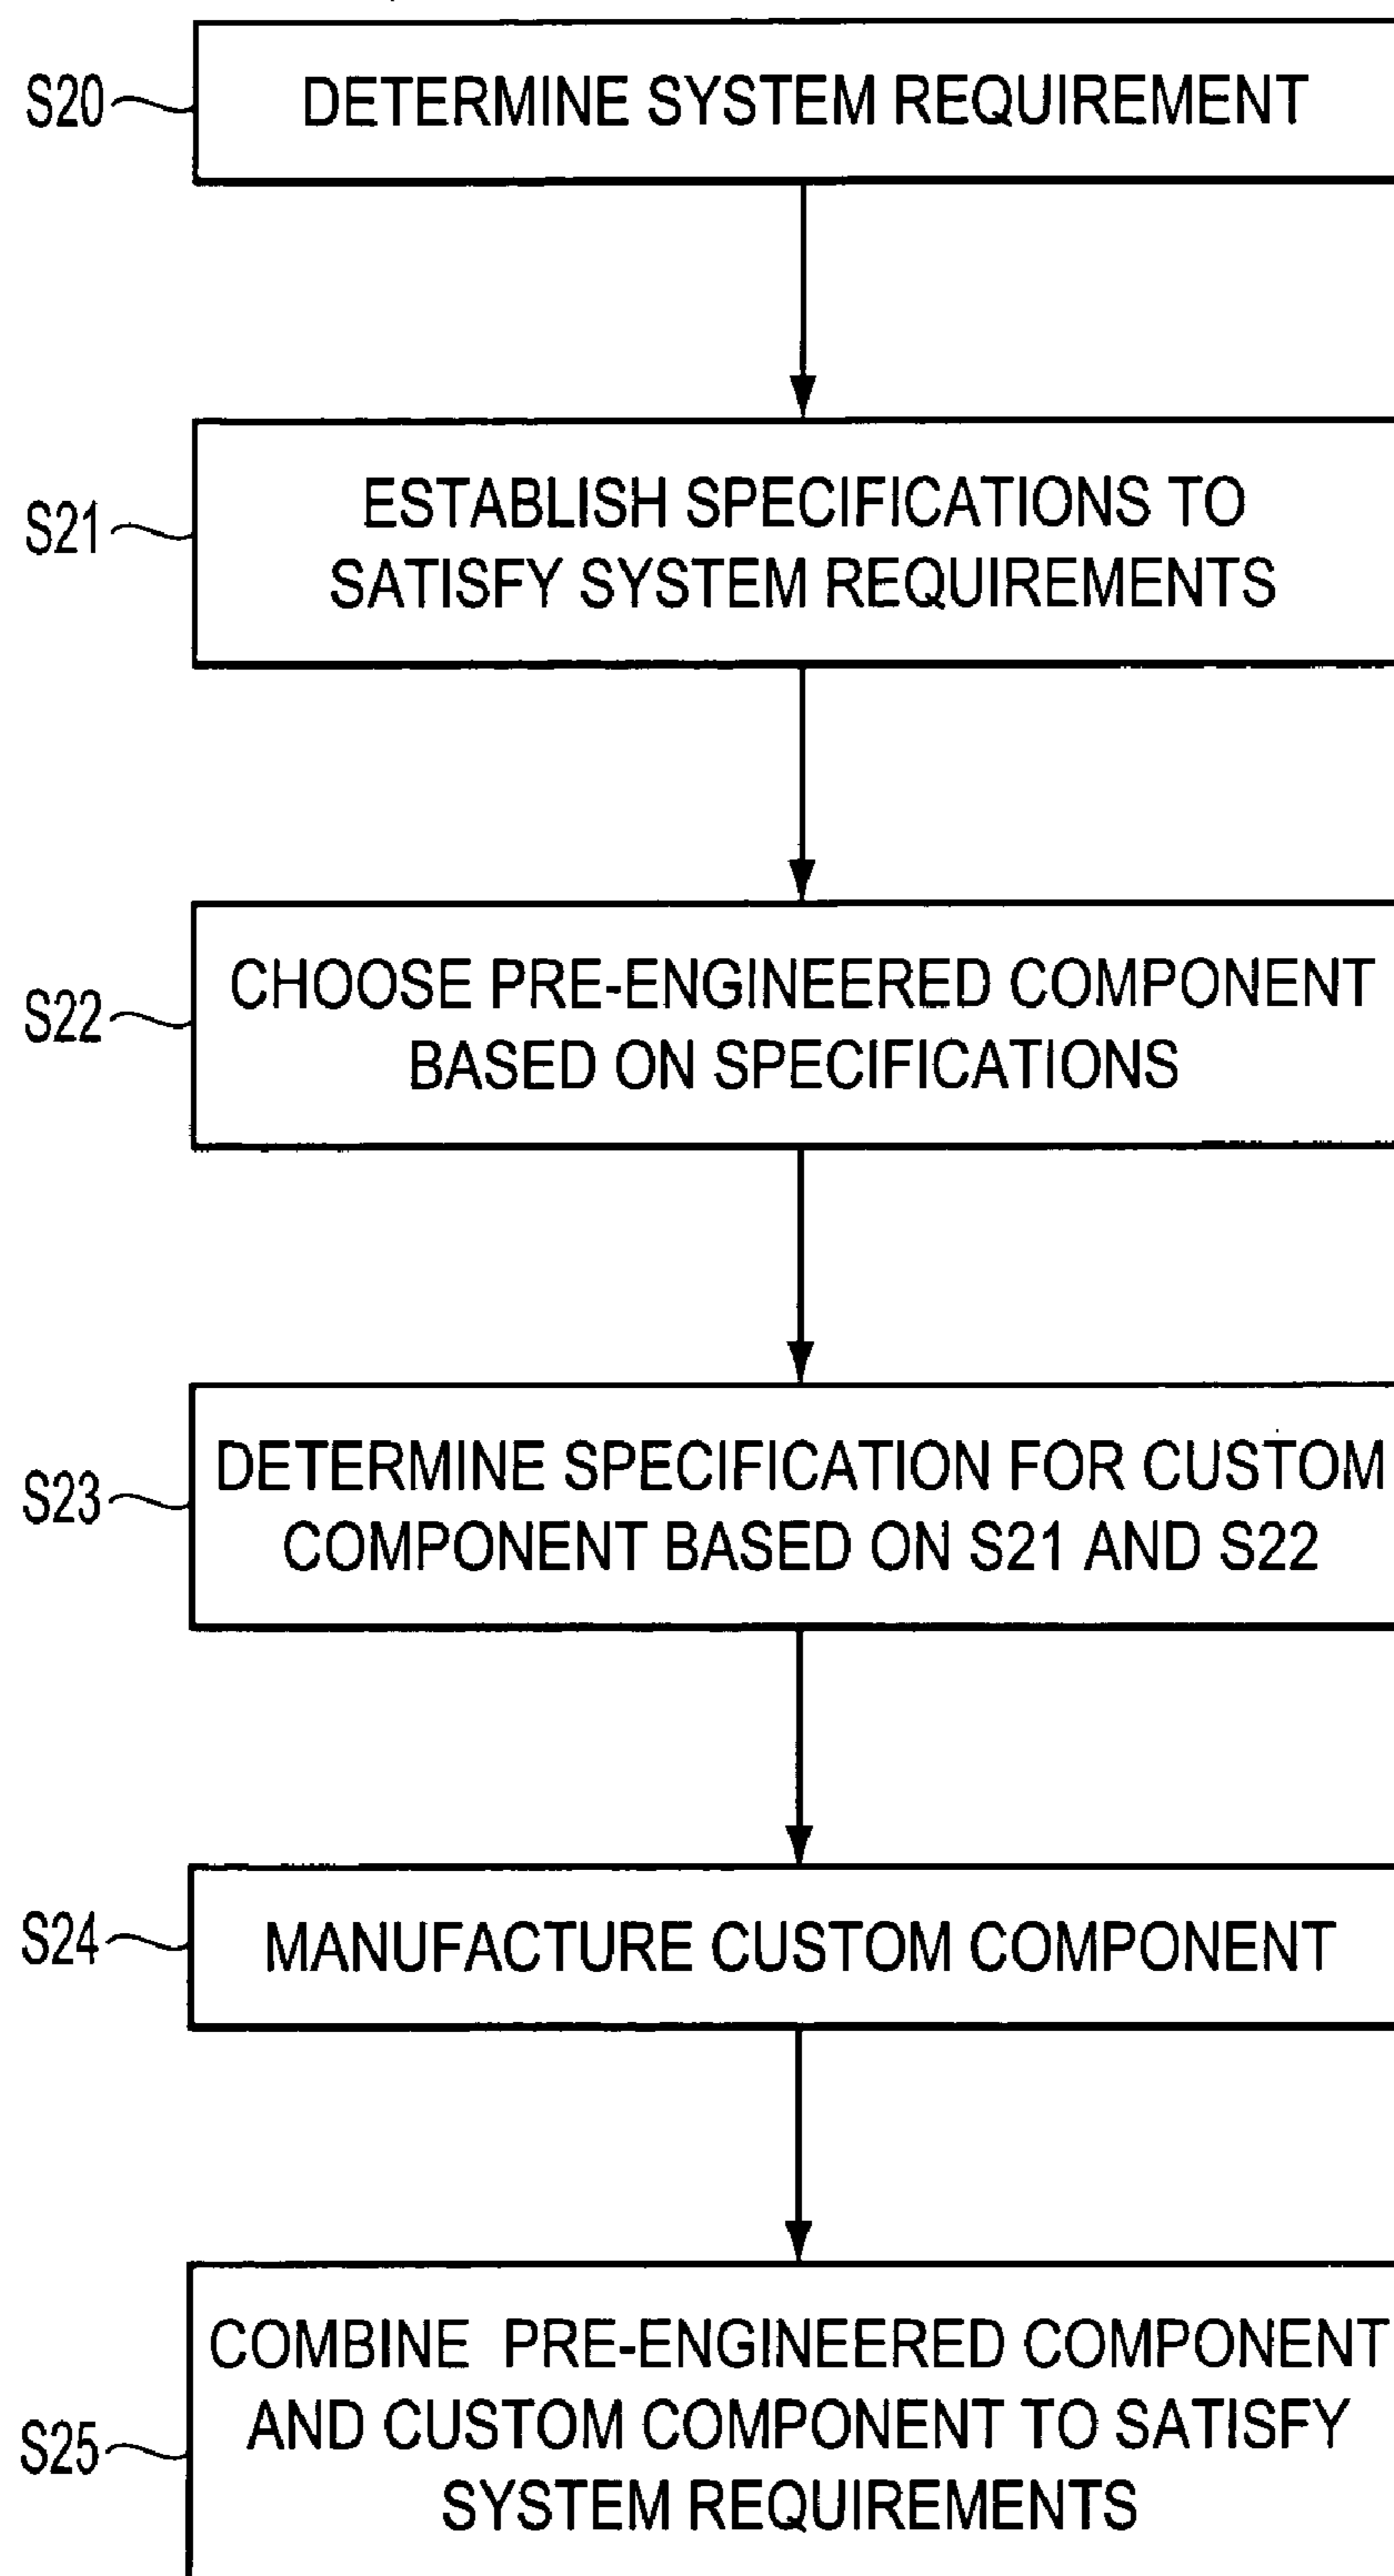 S20
DETERMINE SYSTEM REQUIREMENT
S21
ESTABLISH SPECIFICATIONS TO
SATISFY SYSTEM REQUIREMENTS
S22
CHOOSE PRE-ENGINEERED COMPONENT
BASED ON SPECIFICATIONS
S23
DETERMINE SPECIFICATION FOR CUSTOM
COMPONENT BASED ON S21 AND S22
S24
MANUFACTURE CUSTOM COMPONENT
S25
COMBINE PRE-ENGINEERED COMPONENT
AND CUSTOM COMPONENT TO SATISFY
SYSTEM REQUIREMENTS